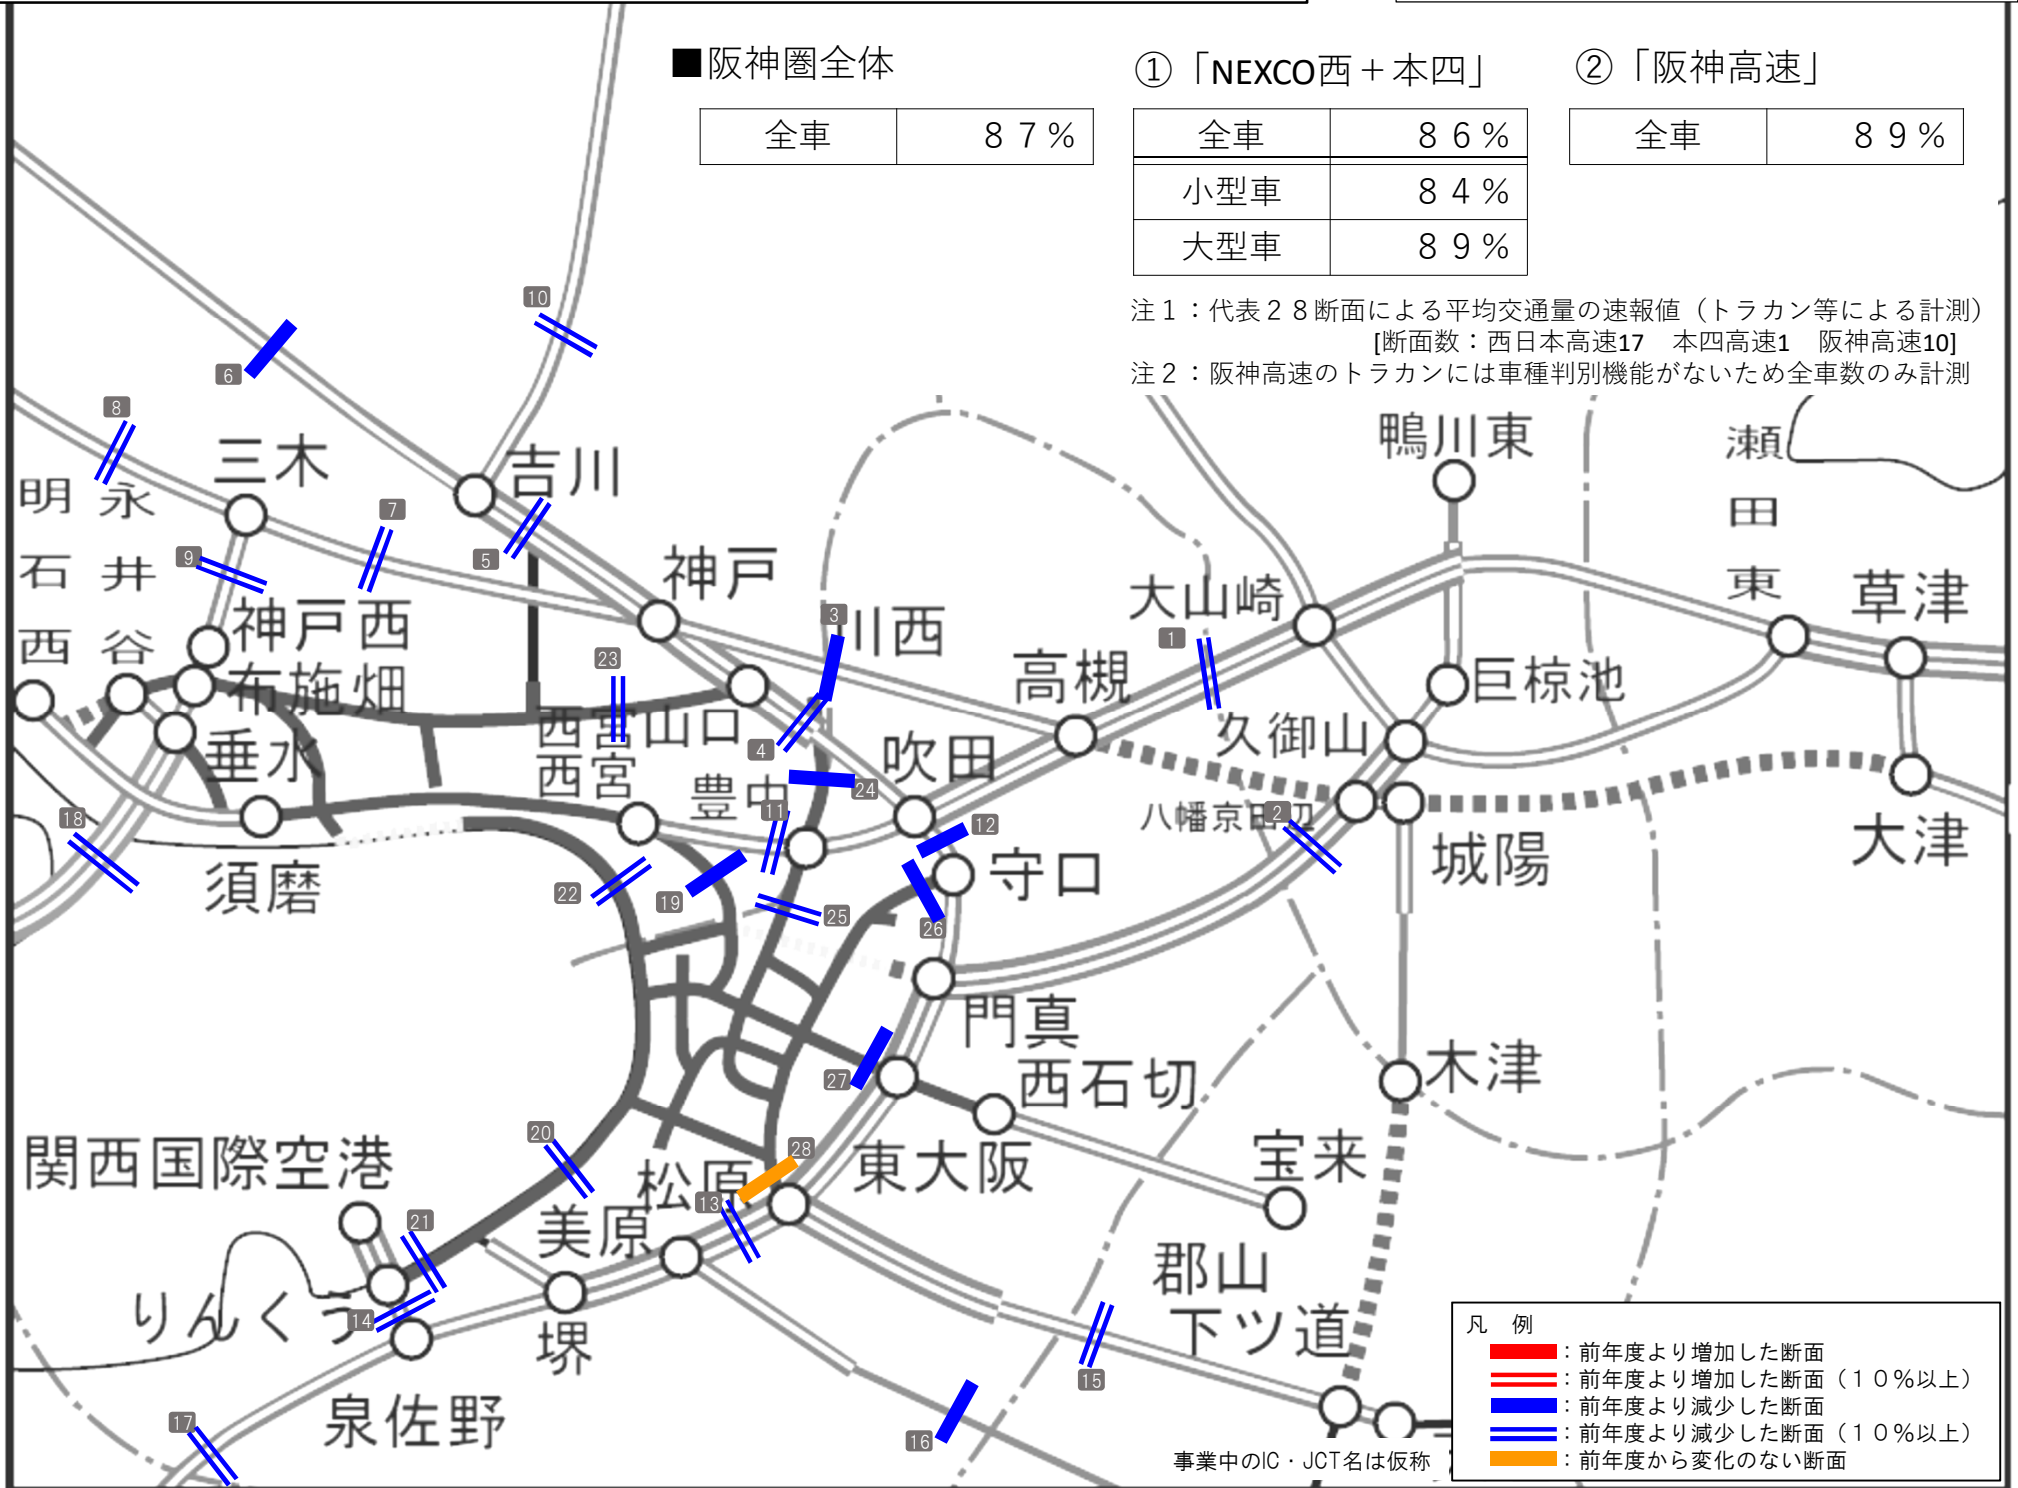 ■阪神圏全体
全車 ８７%
①「NEXCO西＋本四」
全車 ８６%
小型車 ８４%
大型車 ８９%
②「阪神高速」
全車 ８９%
注１：代表２８断面による平均交通量の速報値（トラカン等による計測）
[断面数：西日本高速17　本四高速1　阪神高速10]
注２：阪神高速のトラカンには車種判別機能がないため全車数のみ計測
10
6
8
三木
吉川
鴨川東
瀬田東
明石西
永井谷
7
9
5
神戸
神戸西
3
川西
大山崎
1
草津
布施畑
23
高槻
巨椋池
垂水
西宮山口
4
久御山
西宮
豊中
吹田
24
18
11
12
八幡京田辺
2
城陽
大津
須磨
22
19
守口
25
26
門真
27
西石切
木津
20
関西国際空港
28
松原
東大阪
宝来
13
21
美原
郡山下ツ道
りんくう
14
堺
15
泉佐野
17
16
事業中のIC・JCT名は仮称
凡　例
：前年度より増加した断面
：前年度より増加した断面（１０%以上）
：前年度より減少した断面
：前年度より減少した断面（１０%以上）
：前年度から変化のない断面